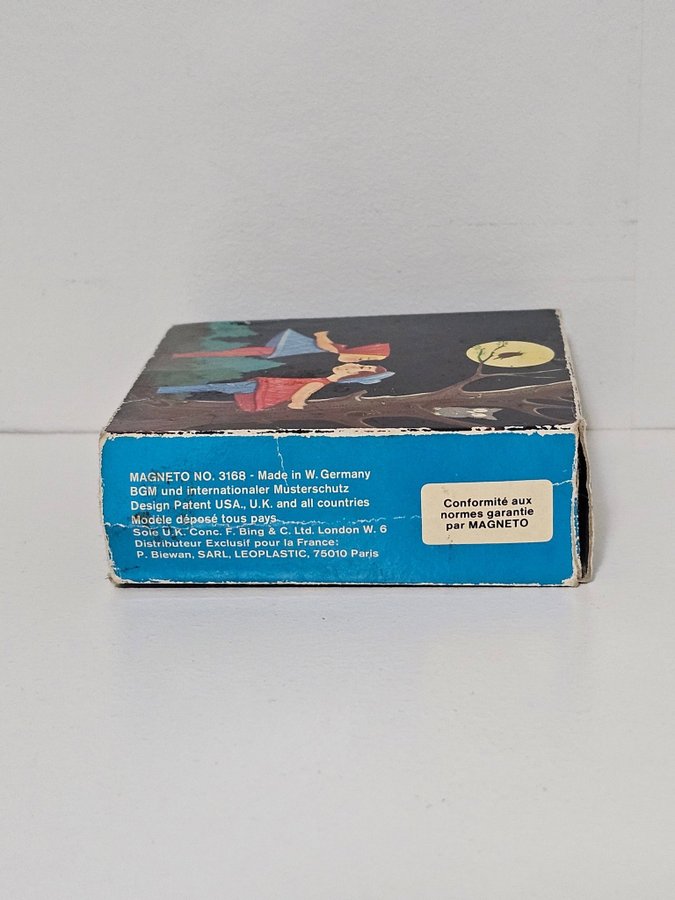 MAGNETO NO. 3168 - Made in W. Germany
BGM und internationaler Musterschutz
Design Patent USA., U.K. and all countries
Modèle déposé tous pays
Sole U.K. Conc. F. Bing & C. Ltd. London W. 6
Distributeur Exclusif pour la France:
P. Biewan, SARL, LEOPLASTIC, 75010 Paris
Conformité aux
normes garantie
par MAGNETO